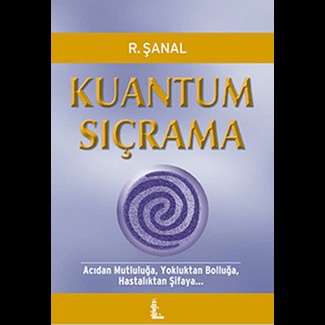 R. ŞANAL
KUANTUM
SIÇRAMA
Acıdan Mutluluğa, Yokluktan Bolluğa,
Hastalıktan Şifaya...